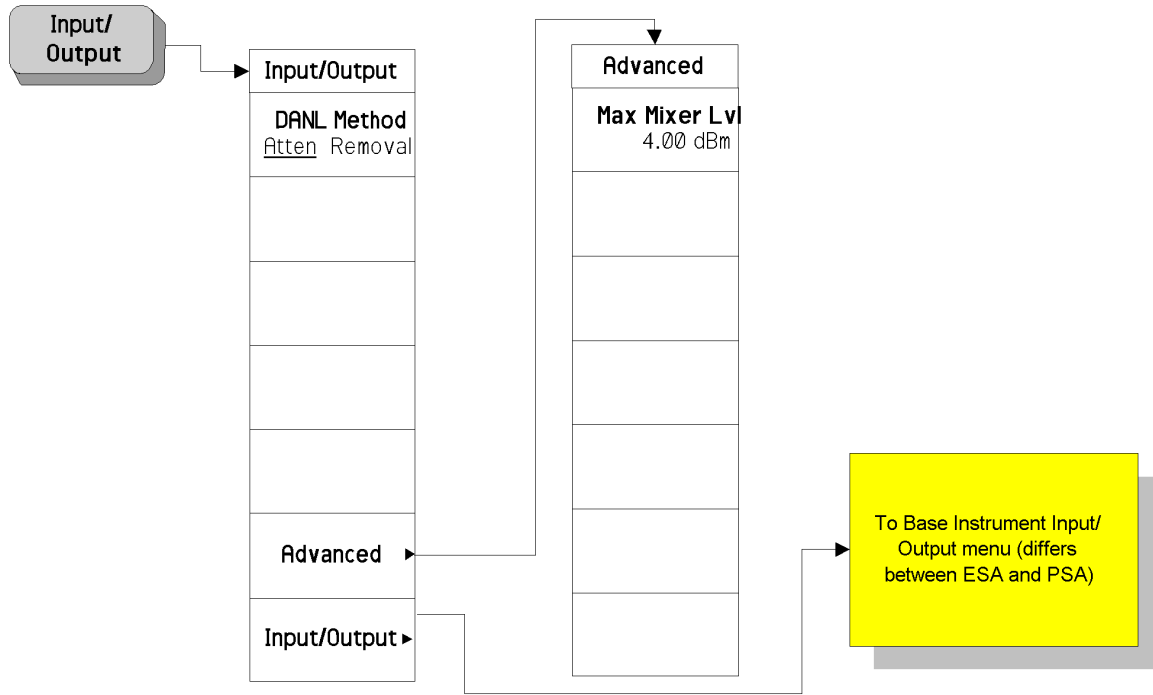 Input/
Output
Input/Output
DANL Method
Atten Removal
Advanced
Input/Output
Advanced
Max Mixer Lvl
4.00 dBm
To Base Instrument Input/
Output menu (differs
between ESA and PSA)